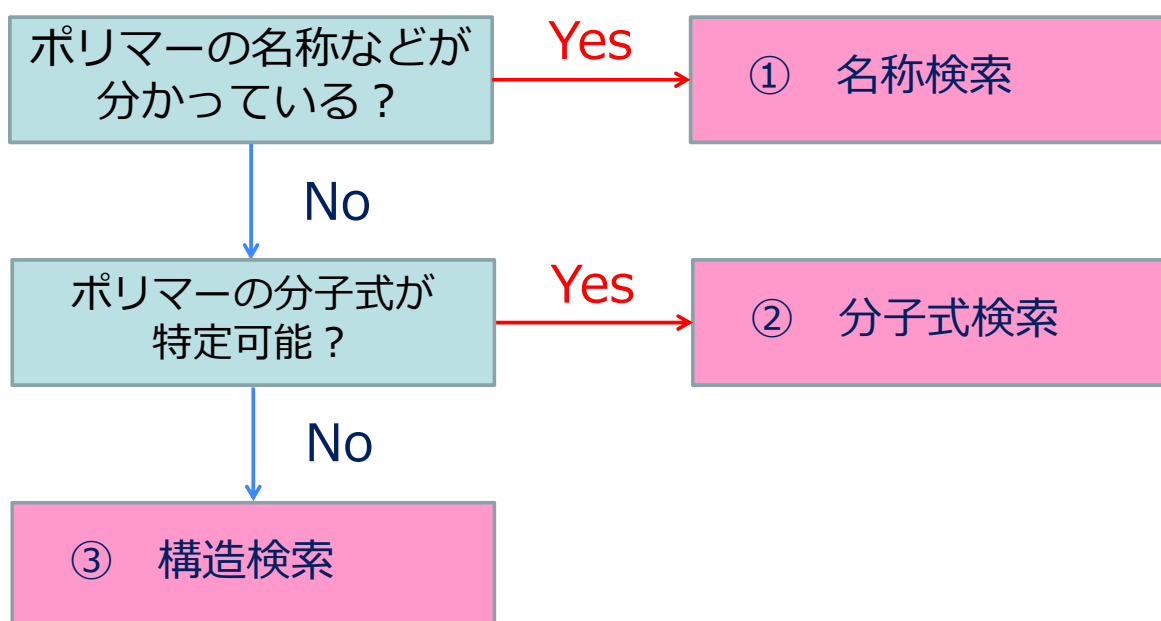 ポリマーの名称などが
分かっている？
Yes
①　名称検索
No
ポリマーの分子式が
特定可能？
Yes
②　分子式検索
No
③　構造検索